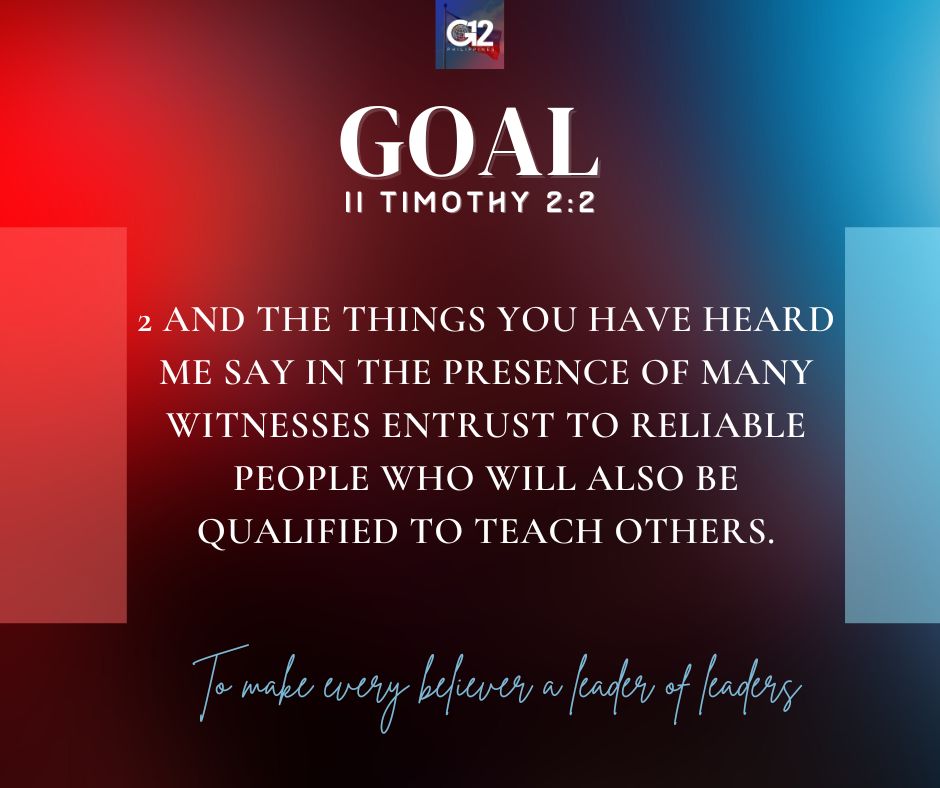 G12
PHILIPPINES
GOAL
II TIMOTHY 2:2
2 AND THE THINGS YOU HAVE HEARD
ME SAY IN THE PRESENCE OF MANY
WITNESSES ENTRUST TO RELIABLE
PEOPLE WHO WILL ALSO BE
QUALIFIED TO TEACH OTHERS.
To make every believer a leader of leaders